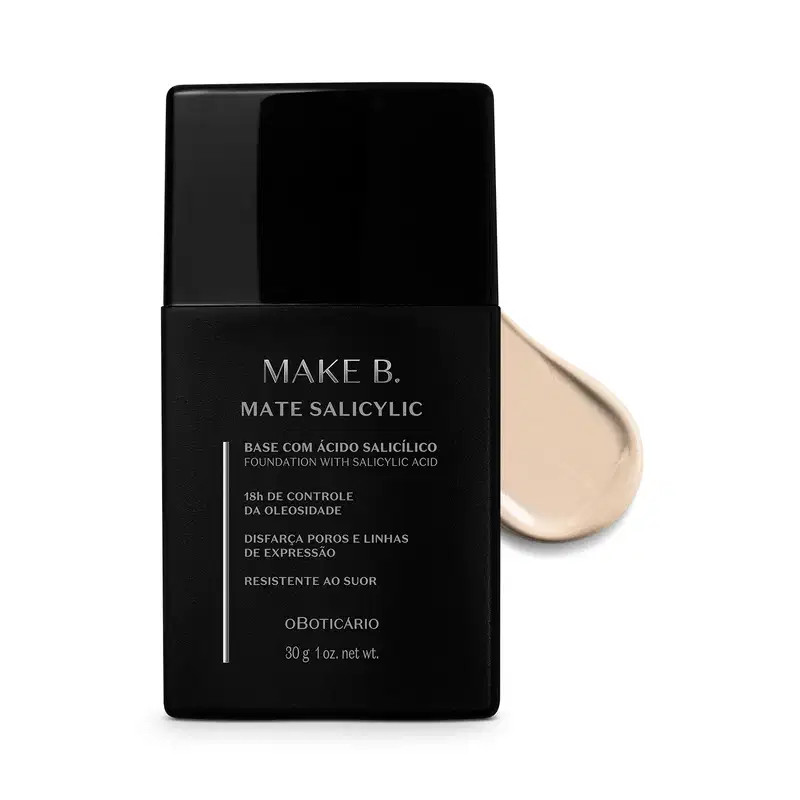 MAKE B.
MATE SALICYLIC
BASE COM ÁCIDO SALICÍLICO
FOUNDATION WITH SALICYLIC ACID
18h DE CONTROLE
DA OLEOSIDADE
DISFARÇA POROS E LINHAS
DE EXPRESSÃO
RESISTENTE AO SUOR
oBOTICÁRIO
30 g 1 oz. net wt.